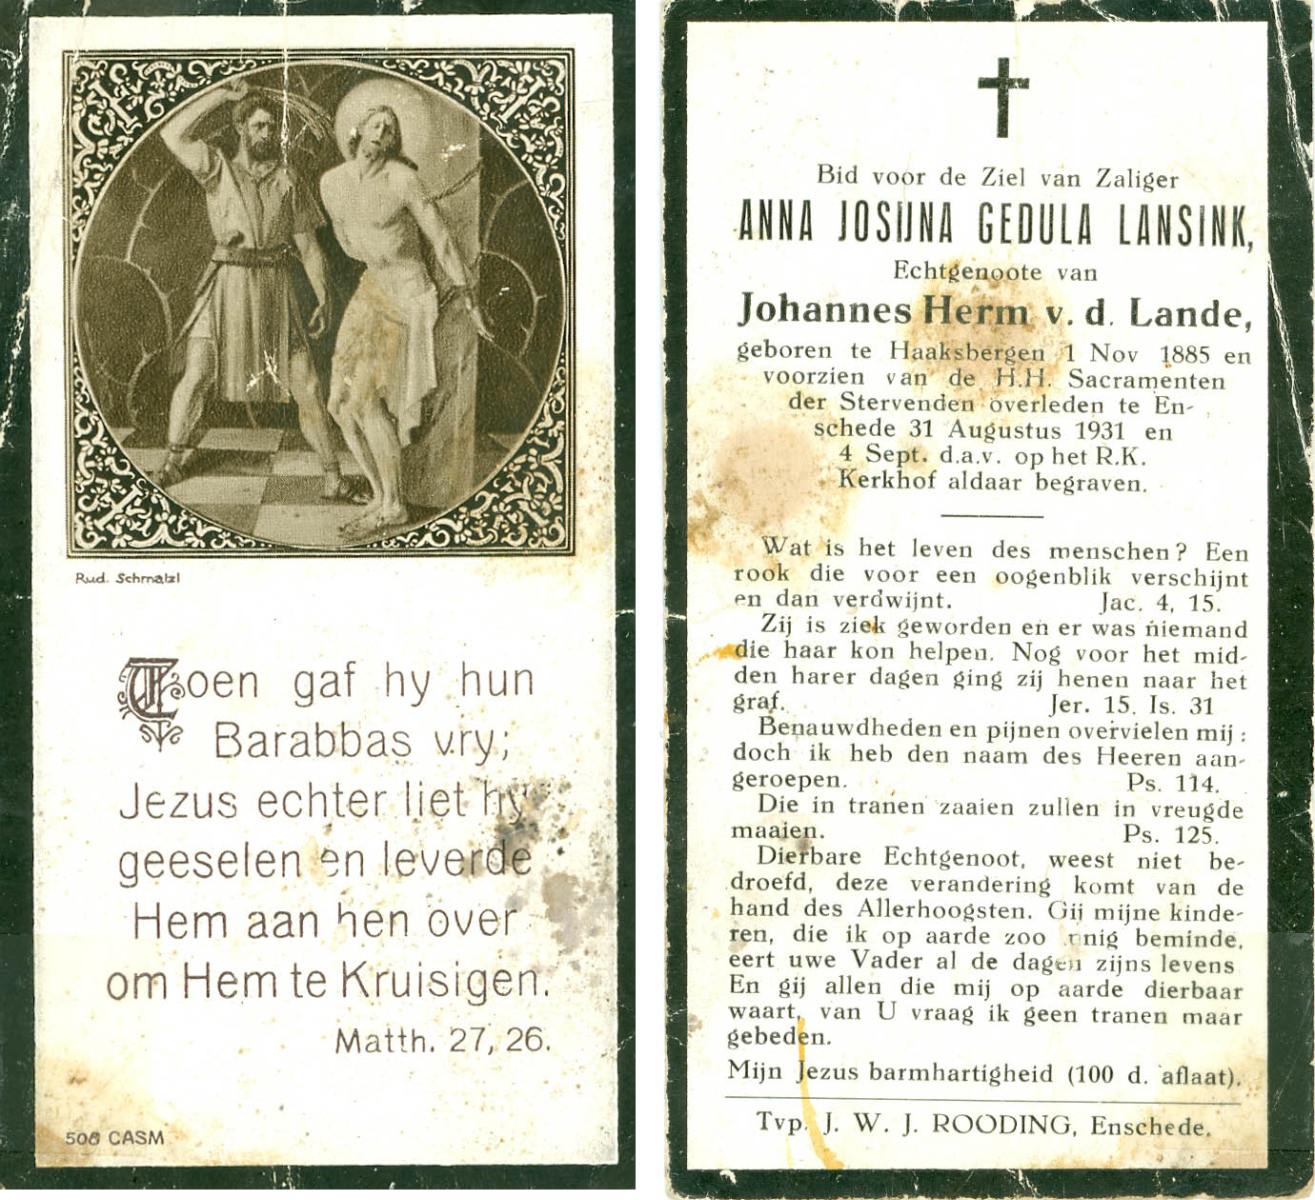 Rud. Schmalzl
Toen gaf hy hun
Barabbas vry;
Jezus echter liet hy
geeselen en leverde
Hem aan hen over
om Hem te Kruisigen.
Matth. 27, 26.
508 CASM
Bid voor de Ziel van Zaliger
ANNA JOSIJNA GEDULA LANSINK,
Echtgenoote van
Johannes Herm v. d. Lande,
geboren te Haaksbergen 1 Nov 1885 en
voorzien van de H.H. Sacramenten
der Stervenden overleden te En-
schede 31 Augustus 1931 en
4 Sept. d.a.v. op het R.K.
Kerkhof aldaar begraven.
Wat is het leven des menschen? Een
rook die voor een oogenblik verschijnt
en dan verdwijnt. Jac. 4, 15.
Zij is ziek geworden en er was niemand
die haar kon helpen. Nog voor het mid-
den harer dagen ging zij henen naar het
graf. Jer. 15. Is. 31
Benauwdheden en pijnen overvielen mij:
doch ik heb den naam des Heeren aan-
geroepen. Ps. 114.
Die in tranen zaaien zullen in vreugde
maaien. Ps. 125.
Dierbare Echtgenoot, weest niet be-
droefd, deze verandering komt van de
hand des Allerhoogsten. Gij mijne kinde-
ren, die ik op aarde zoo innig beminde,
eert uwe Vader al de dagen zijns levens
En gij allen die mij op aarde dierbaar
waart, van U vraag ik geen tranen maar
gebeden.
Mijn Jezus barmhartigheid (100 d. aflaat).
Typ. J. W. J. ROODING, Enschede.